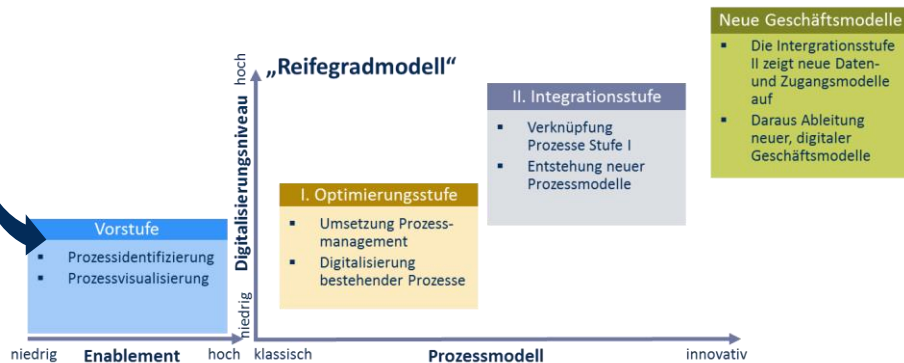 Neue Geschäftsmodelle
▪ Die Intergrationsstufe
II zeigt neue Daten-
und Zugangsmodelle
auf
▪ Daraus Ableitung
neuer, digitaler
Geschäftsmodelle
„Reifegradmodell“
II. Integrationsstufe
▪ Verknüpfung
Prozesse Stufe I
▪ Entstehung neuer
Prozessmodelle
I. Optimierungsstufe
▪ Umsetzung Prozess-
management
▪ Digitalisierung
bestehender Prozesse
Vorstufe
▪ Prozessidentifizierung
▪ Prozessvisualisierung
hoch
Digitalisierungsniveau
niedrig
niedrig Enablement hoch
klassisch Prozessmodell innovativ